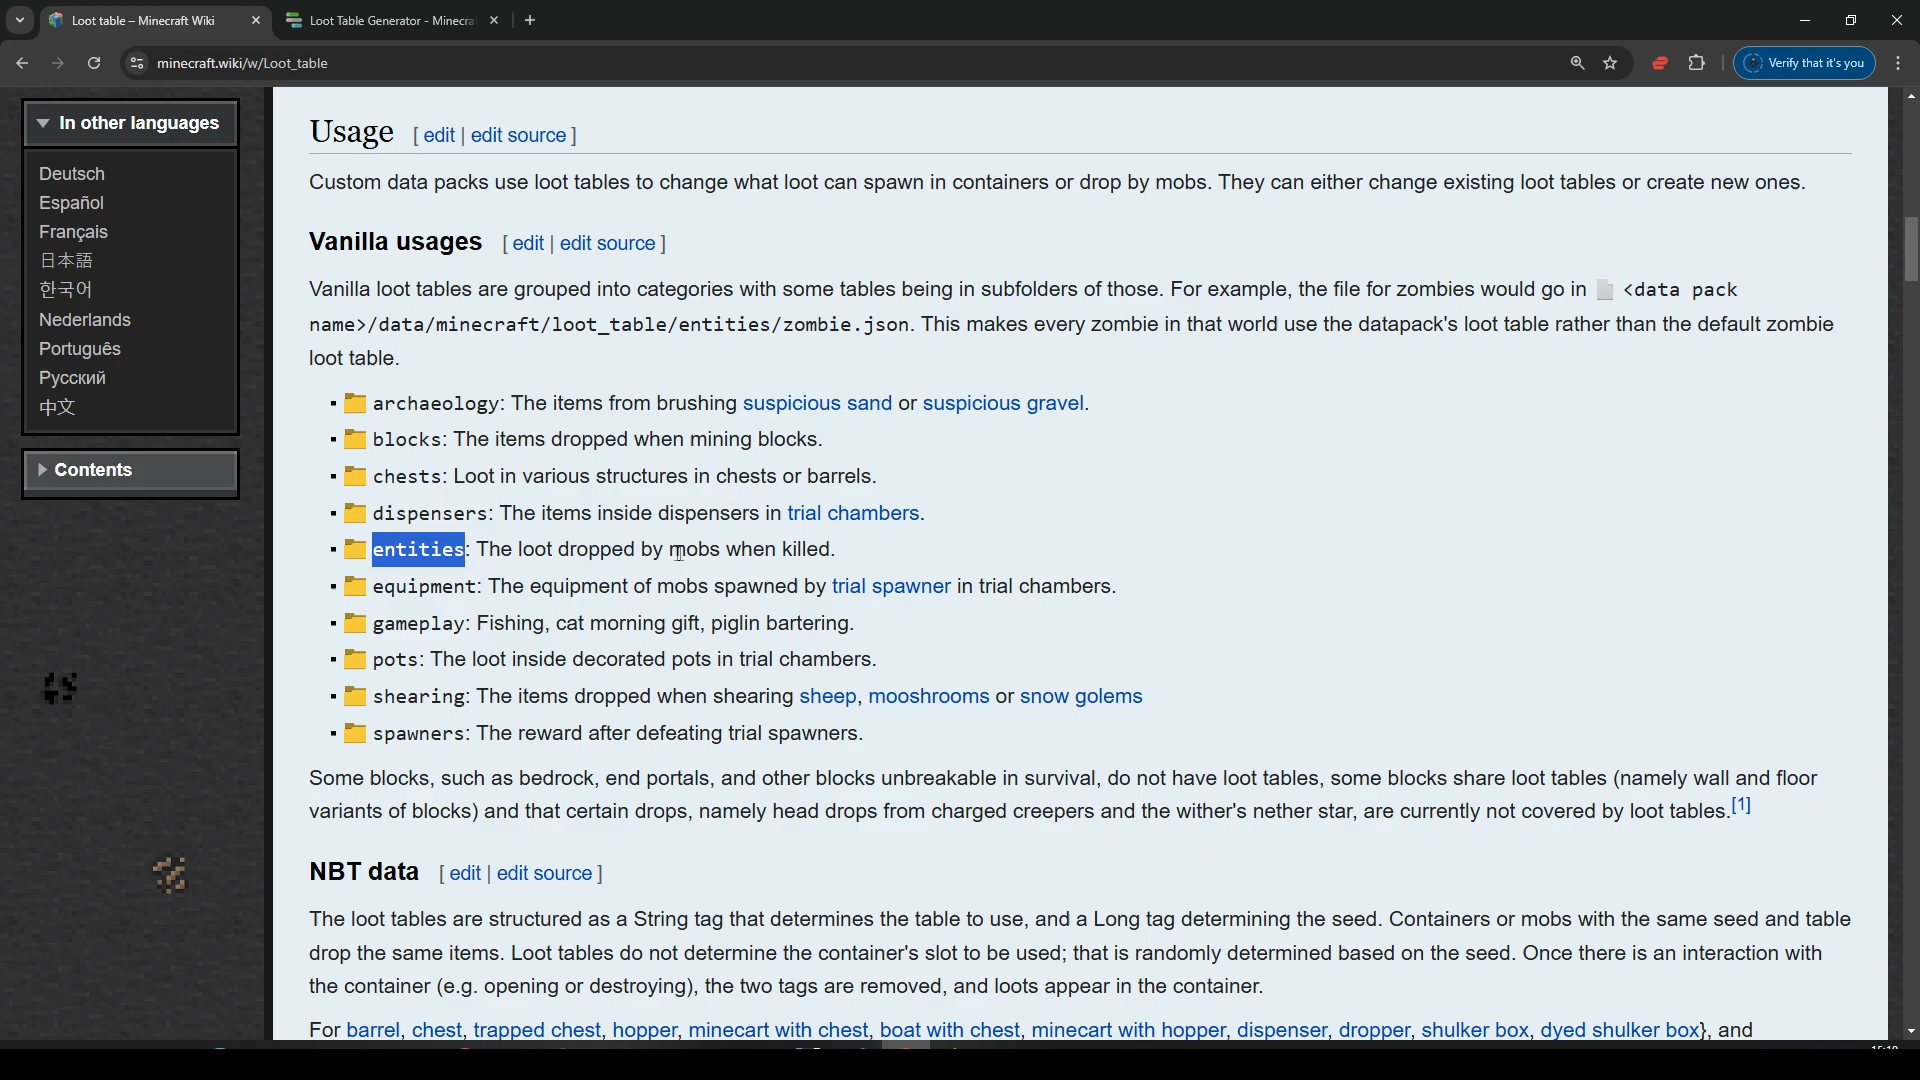 Loot table – Minecraft Wiki
Loot Table Generator - Minecra
minecraft.wiki/w/Loot_table
Verify that it's you
In other languages
Deutsch
Español
Français
日本語
한국어
Nederlands
Português
Русский
中文
Contents
Usage [ edit | edit source ]
Custom data packs use loot tables to change what loot can spawn in containers or drop by mobs. They can either change existing loot tables or create new ones.
Vanilla usages [ edit | edit source ]
Vanilla loot tables are grouped into categories with some tables being in subfolders of those. For example, the file for zombies would go in <data pack
name>/data/minecraft/loot_table/entities/zombie.json. This makes every zombie in that world use the datapack's loot table rather than the default zombie
loot table.
archaeology: The items from brushing suspicious sand or suspicious gravel.
blocks: The items dropped when mining blocks.
chests: Loot in various structures in chests or barrels.
dispensers: The items inside dispensers in trial chambers.
entities: The loot dropped by mobs when killed.
equipment: The equipment of mobs spawned by trial spawner in trial chambers.
gameplay: Fishing, cat morning gift, piglin bartering.
pots: The loot inside decorated pots in trial chambers.
shearing: The items dropped when shearing sheep, mooshrooms or snow golems
spawners: The reward after defeating trial spawners.
Some blocks, such as bedrock, end portals, and other blocks unbreakable in survival, do not have loot tables, some blocks share loot tables (namely wall and floor
variants of blocks) and that certain drops, namely head drops from charged creepers and the wither's nether star, are currently not covered by loot tables.[1]
NBT data [ edit | edit source ]
The loot tables are structured as a String tag that determines the table to use, and a Long tag determining the seed. Containers or mobs with the same seed and table
drop the same items. Loot tables do not determine the container's slot to be used; that is randomly determined based on the seed. Once there is an interaction with
the container (e.g. opening or destroying), the two tags are removed, and loots appear in the container.
For barrel, chest, trapped chest, hopper, minecart with chest, boat with chest, minecart with hopper, dispenser, dropper, shulker box, dyed shulker box}, and